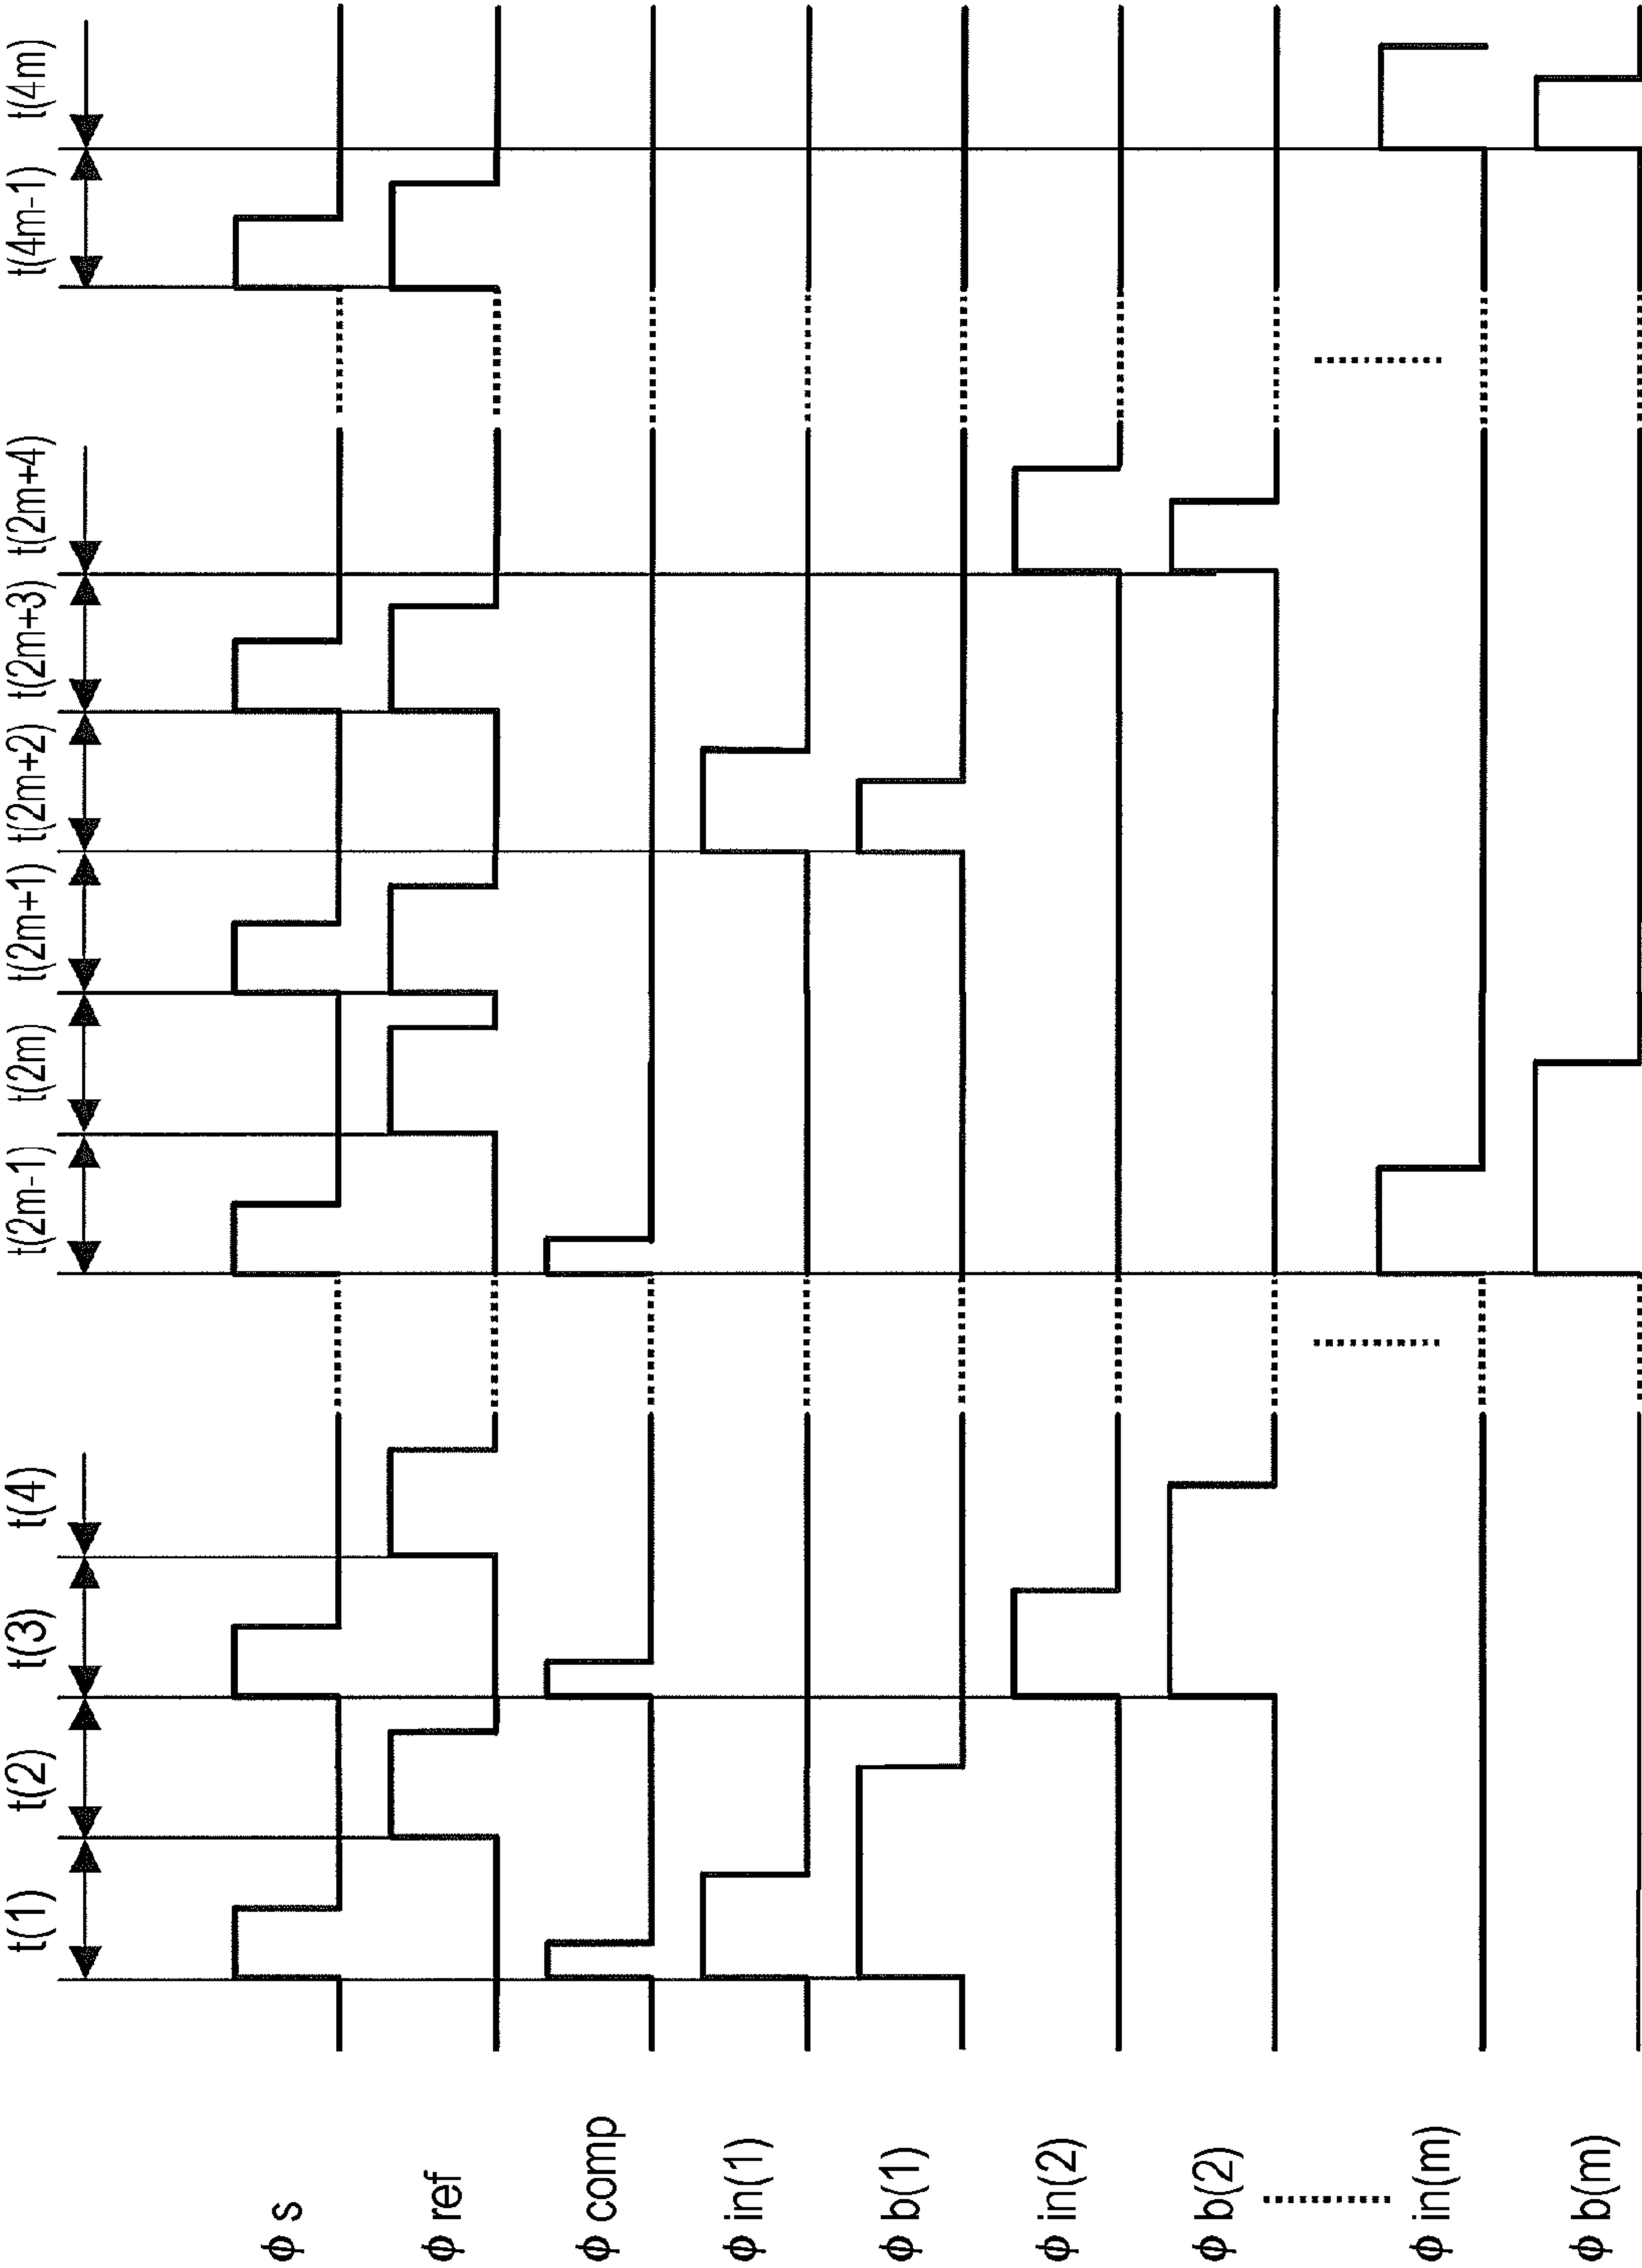 t(1)
t(2)
t(3)
t(4)
t(2m-1)
t(2m)
t(2m+1)
t(2m+2)
t(2m+3)
t(2m+4)
t(4m-1)
t(4m)
ϕ s
ϕ ref
ϕ comp
ϕ in(1)
ϕ b(1)
ϕ in(2)
ϕ b(2)
ϕ in(m)
ϕ b(m)